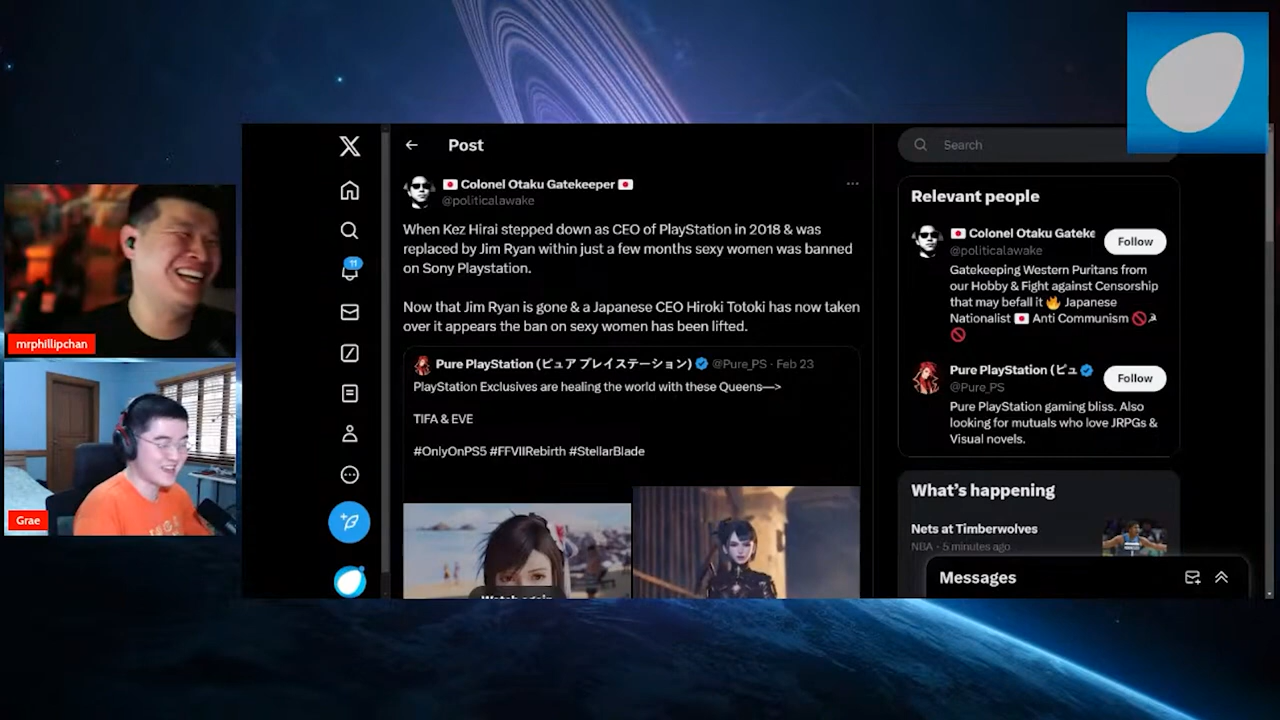 Post
🇯🇵 Colonel Otaku Gatekeeper 🇯🇵
@politicalawake
When Kez Hirai stepped down as CEO of PlayStation in 2018 & was
replaced by Jim Ryan within just a few months sexy women was banned
on Sony Playstation.
Now that Jim Ryan is gone & a Japanese CEO Hiroki Totoki has now taken
over it appears the ban on sexy women has been lifted.
Pure PlayStation (ピュア プレイステーション) @Pure_PS · Feb 23
PlayStation Exclusives are healing the world with these Queens—>
TIFA & EVE
#OnlyOnPS5 #FFVIIRebirth #StellarBlade
Watch again
11
Search
Relevant people
🇯🇵 Colonel Otaku Gateke
@politicalawake
Follow
Gatekeeping Western Puritans from
our Hobby & Fight against Censorship
that may befall it 🔥 Japanese
Nationalist 🇯🇵 Anti Communism 🚫☭
🚫
Pure PlayStation (ピュ
@Pure_PS
Follow
Pure PlayStation gaming bliss. Also
looking for mutuals who love JRPGs &
Visual novels.
What's happening
Nets at Timberwolves
NBA · 5 minutes ago
Messages
mrphillipchan
Grae